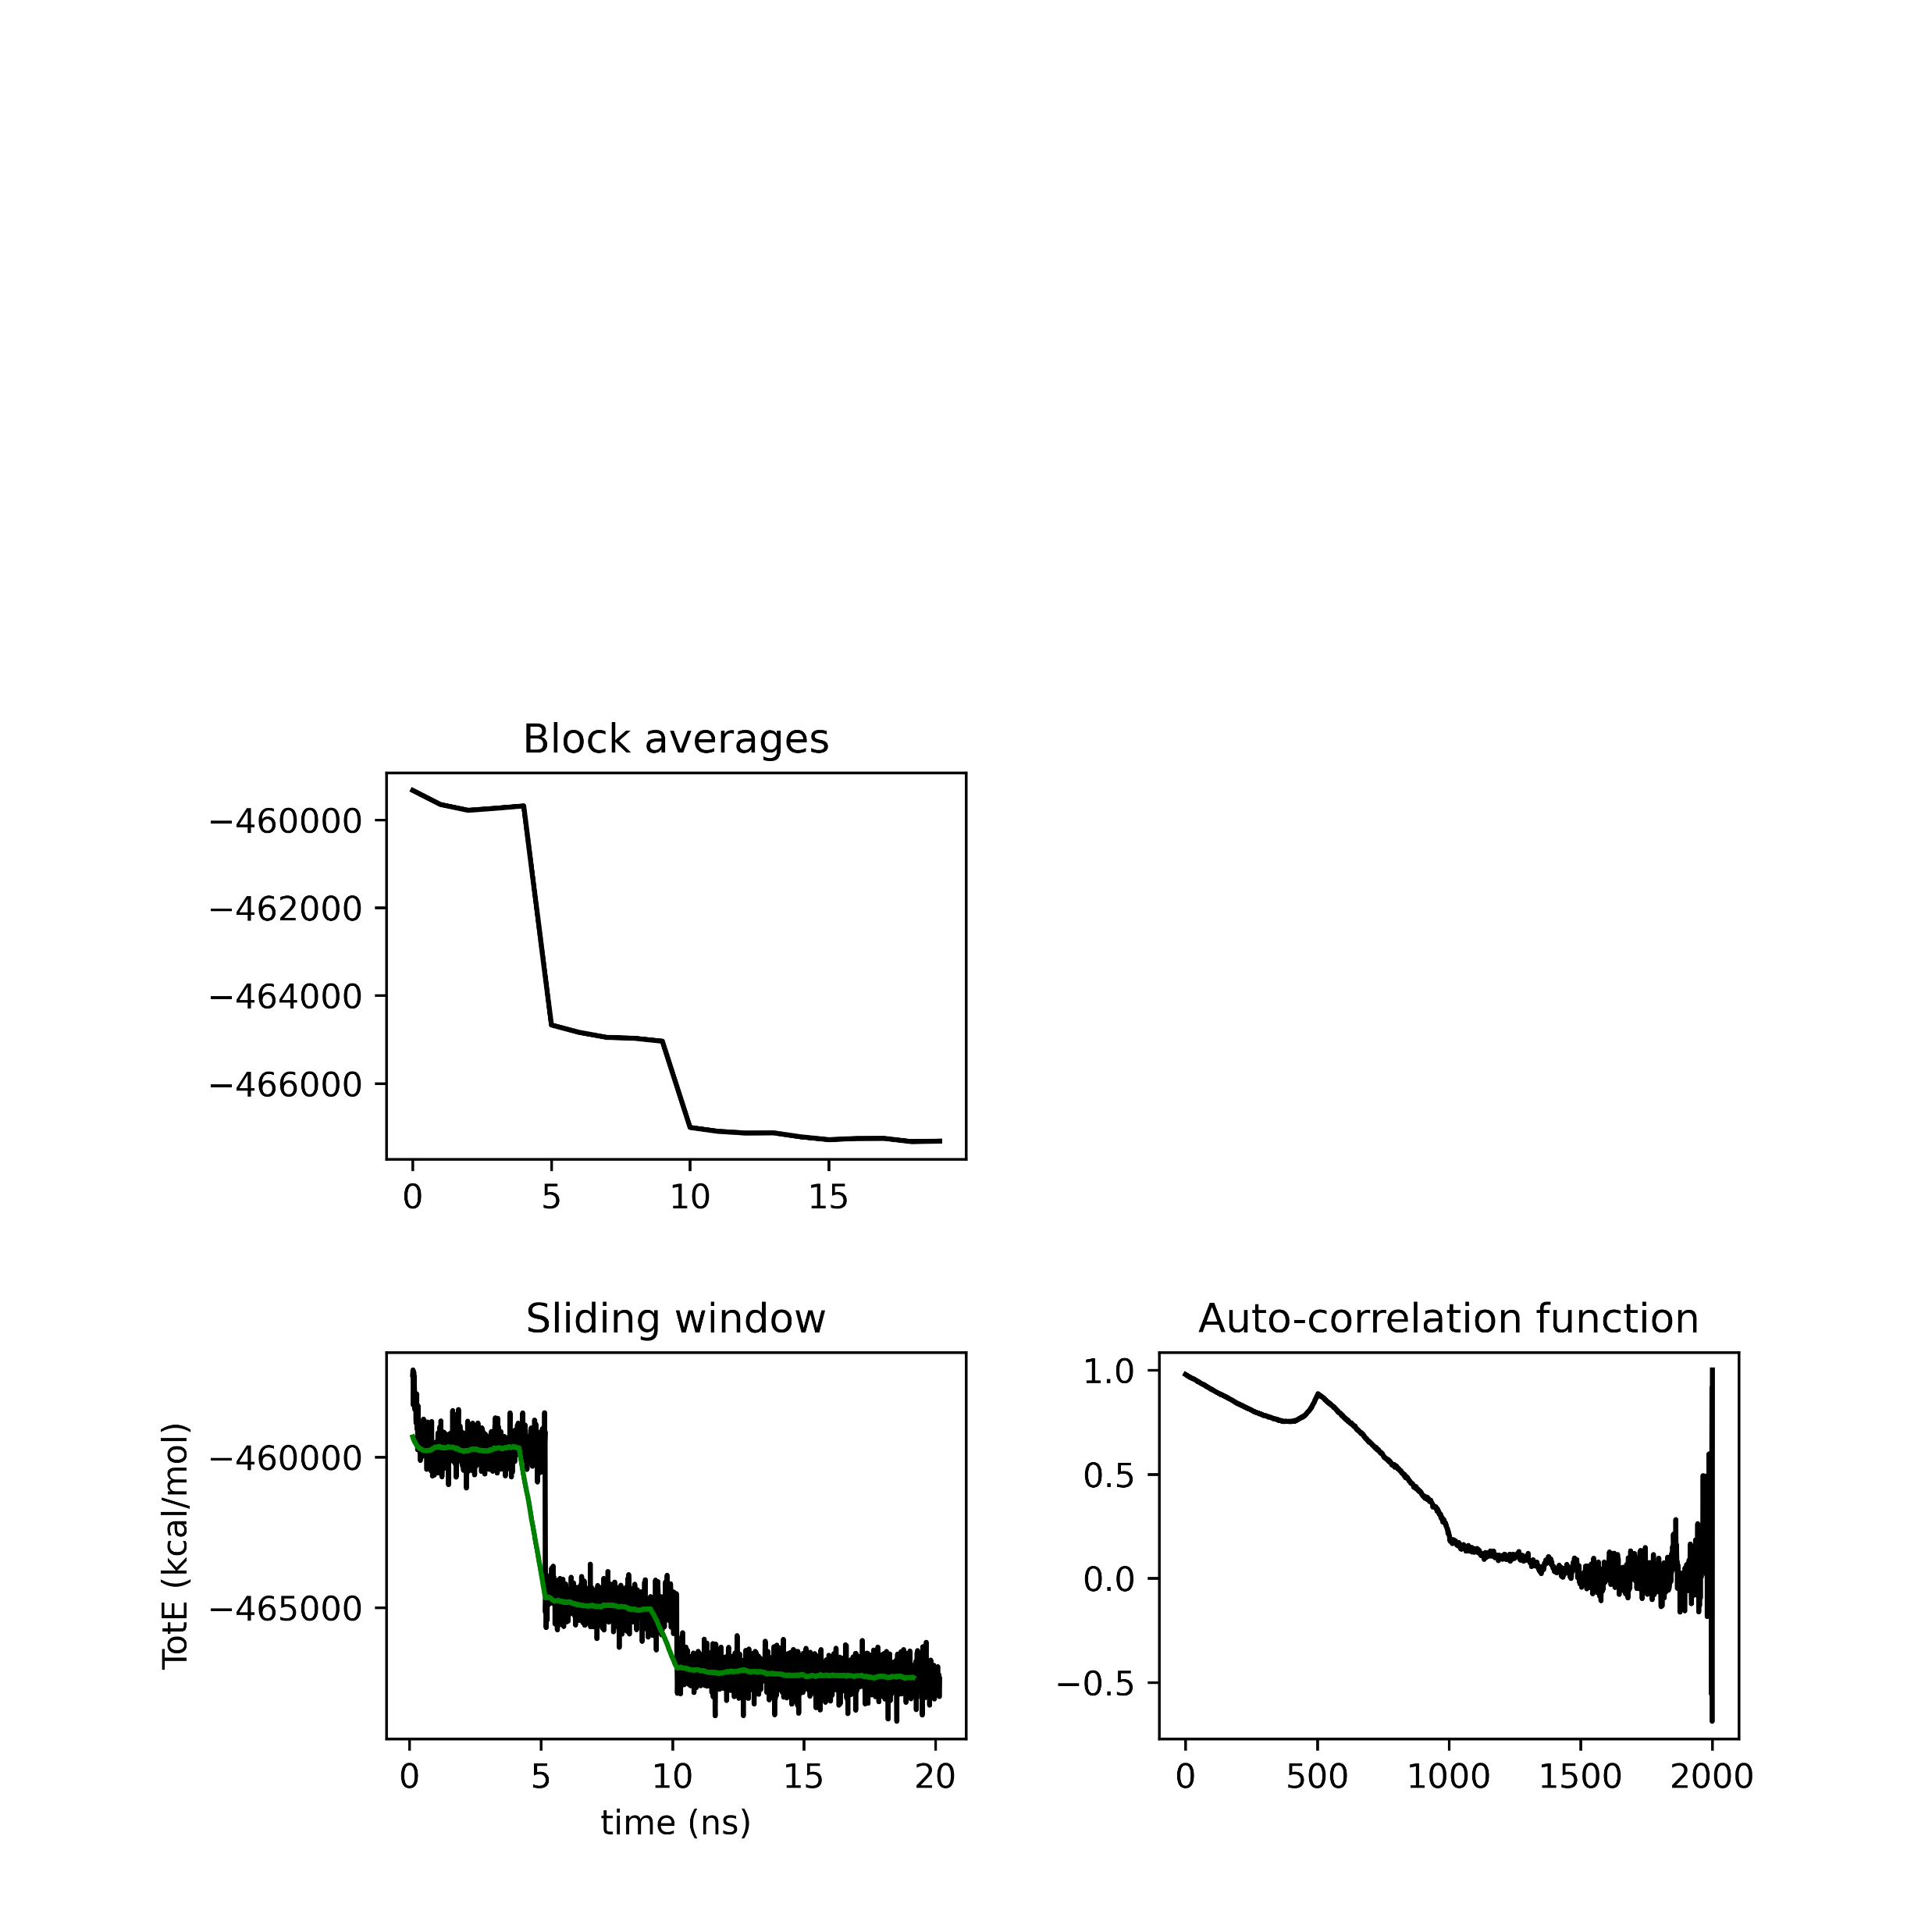 Block averages
−460000
−462000
−464000
−466000
0 5 10 15
Sliding window
TotE (kcal/mol)
−460000
−465000
0 5 10 15 20
time (ns)
Auto-correlation function
1.0
0.5
0.0
−0.5
0 500 1000 1500 2000